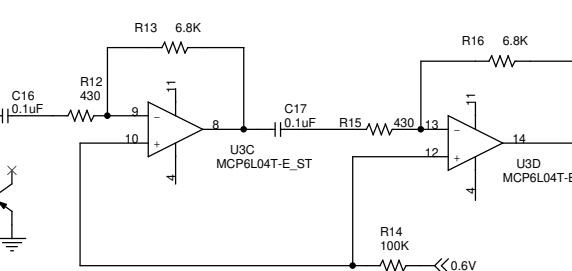 R13 6.8K
R16 6.8K
C16
0.1uF
R12
430
11
9
8
10
4
U3C
MCP6L04T-E_ST
C17
0.1uF
R15 430
11
13
14
12
4
U3D
MCP6L04T-E
R14
100K
0.6V